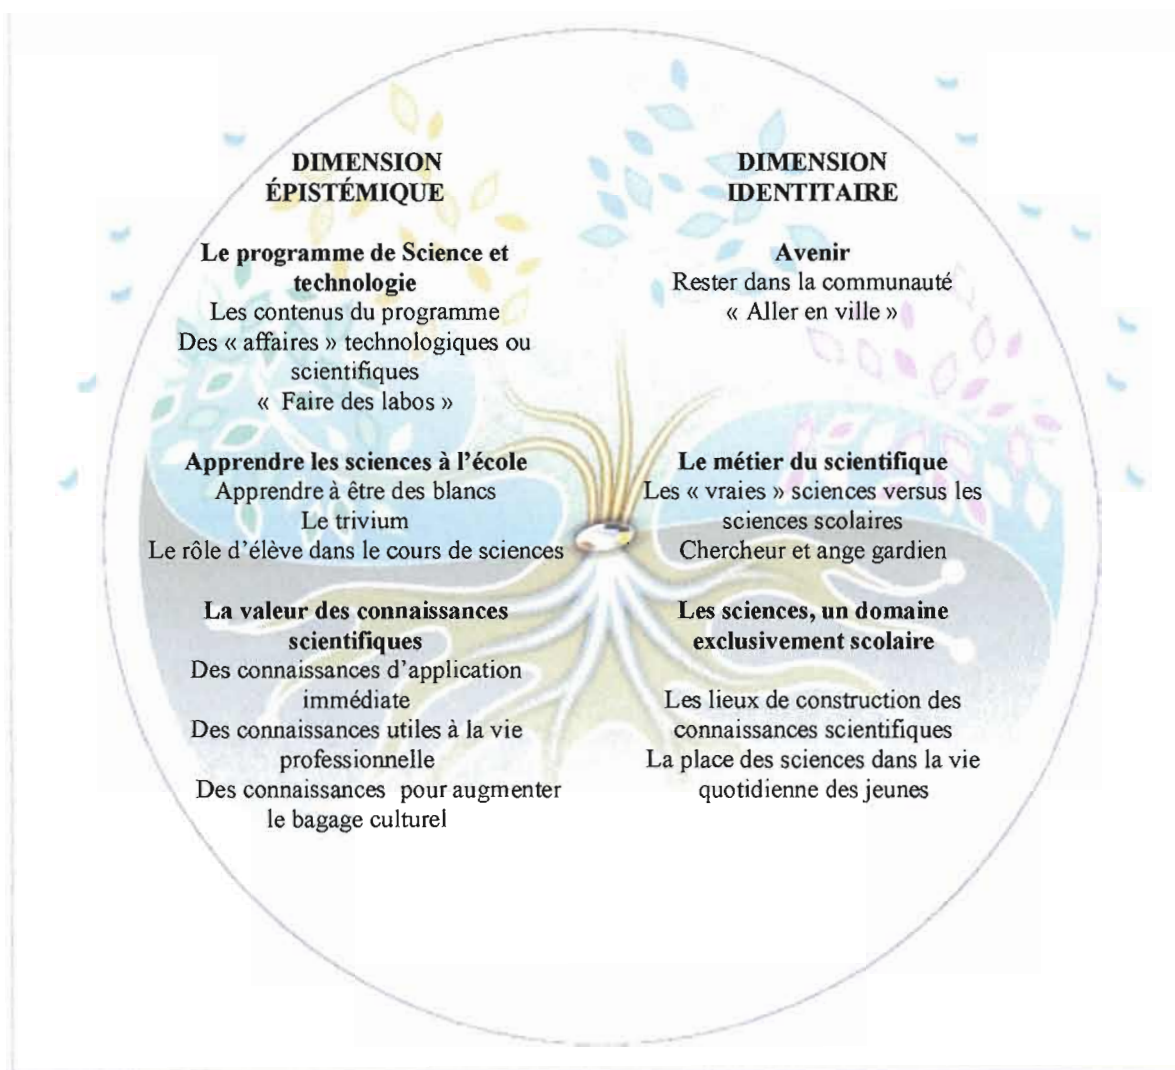 DIMENSION
ÉPISTÉMIQUE
Le programme de Science et
technologie
Les contenus du programme
Des « affaires » technologiques ou
scientifiques
« Faire des labos »
Apprendre les sciences à l'école
Apprendre à être des blancs
Le trivium
Le rôle d'élève dans le cours de sciences
La valeur des connaissances
scientifiques
Des connaissances d'application
immédiate
Des connaissances utiles à la vie
professionnelle
Des connaissances pour augmenter
le bagage culturel
DIMENSION
IDENTITAIRE
Avenir
Rester dans la communauté
« Aller en ville »
Le métier du scientifique
Les « vraies » sciences versus les
sciences scolaires
Chercheur et ange gardien
Les sciences, un domaine
exclusivement scolaire
Les lieux de construction des
connaissances scientifiques
La place des sciences dans la vie
quotidienne des jeunes